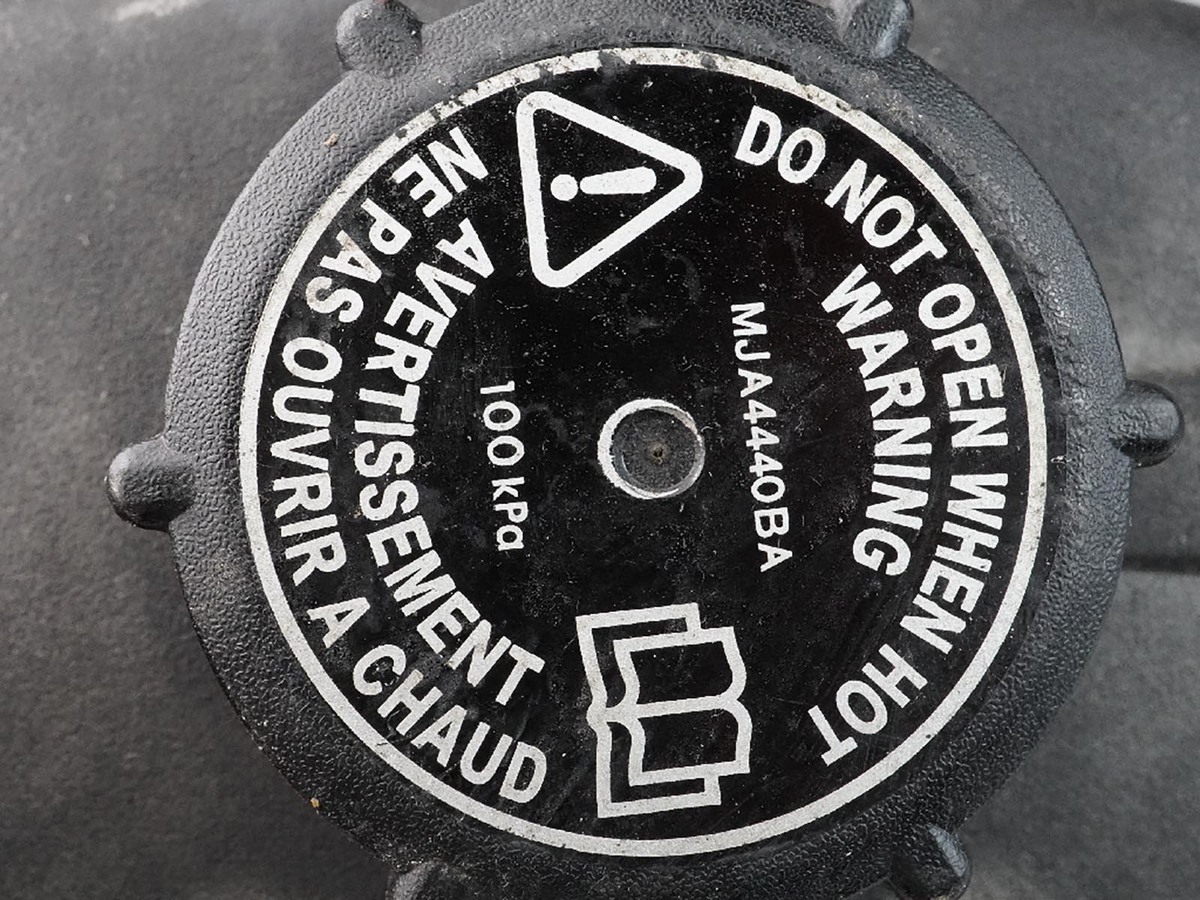 DO NOT OPEN WHEN HOT
WARNING
MJA4440BA
100 kPa
AVERTISSEMENT
NE PAS OUVRIR A CHAUD